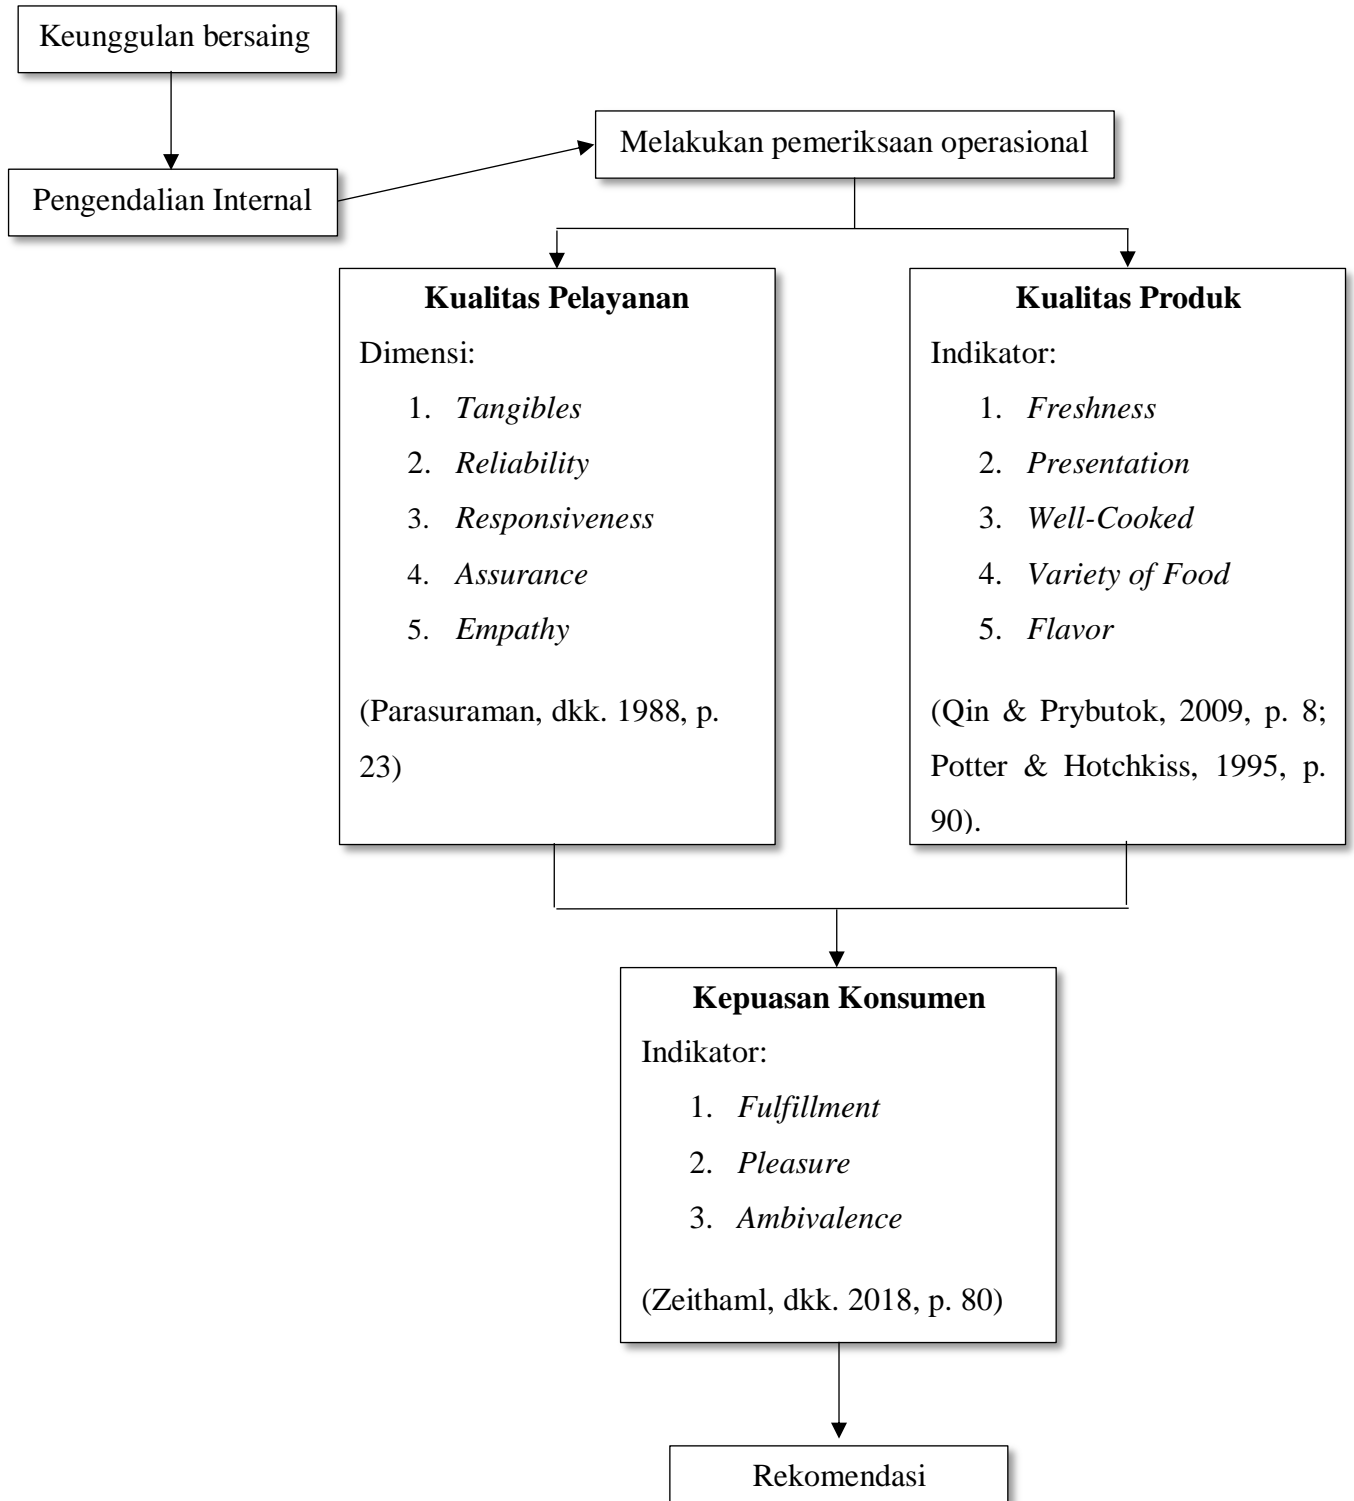 Keunggulan bersaing
Melakukan pemeriksaan operasional
Pengendalian Internal
Kualitas Pelayanan
Dimensi:
1. Tangibles
2. Reliability
3. Responsiveness
4. Assurance
5. Empathy
(Parasuraman, dkk. 1988, p.
23)
Kualitas Produk
Indikator:
1. Freshness
2. Presentation
3. Well-Cooked
4. Variety of Food
5. Flavor
(Qin & Prybutok, 2009, p. 8;
Potter & Hotchkiss, 1995, p.
90).
Kepuasan Konsumen
Indikator:
1. Fulfillment
2. Pleasure
3. Ambivalence
(Zeithaml, dkk. 2018, p. 80)
Rekomendasi